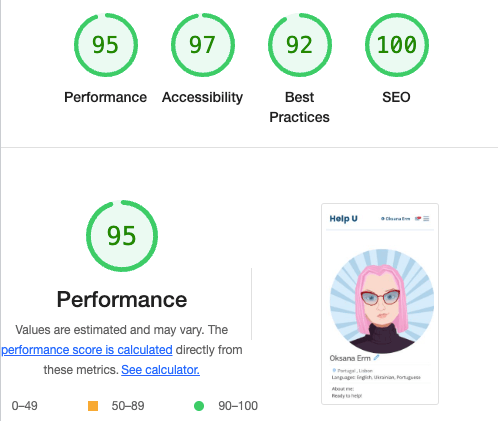 95 97 92 100
Performance Accessibility Best Practices SEO
95
Performance
Values are estimated and may vary. The
performance score is calculated directly from
these metrics. See calculator.
0–49 50–89 90–100
Help U Oksana Erm
Oksana Erm
Portugal , Lisbon
Languages: English, Ukrainian, Portuguese
About me:
Ready to help!